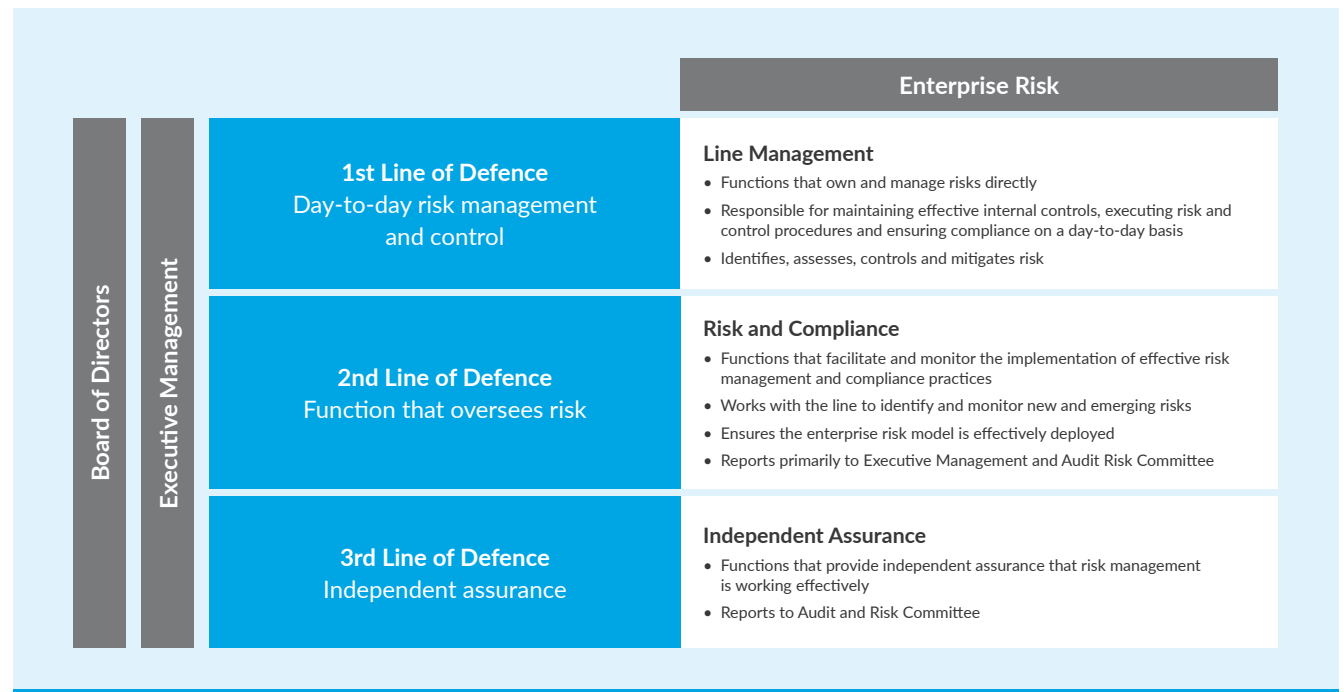 Enterprise Risk
Board of Directors
Executive Management
1st Line of Defence
Day-to-day risk management
and control
Line Management
• Functions that own and manage risks directly
• Responsible for maintaining effective internal controls, executing risk and
control procedures and ensuring compliance on a day-to-day basis
• Identifies, assesses, controls and mitigates risk
2nd Line of Defence
Function that oversees risk
Risk and Compliance
• Functions that facilitate and monitor the implementation of effective risk
management and compliance practices
• Works with the line to identify and monitor new and emerging risks
• Ensures the enterprise risk model is effectively deployed
• Reports primarily to Executive Management and Audit Risk Committee
3rd Line of Defence
Independent assurance
Independent Assurance
• Functions that provide independent assurance that risk management
is working effectively
• Reports to Audit and Risk Committee